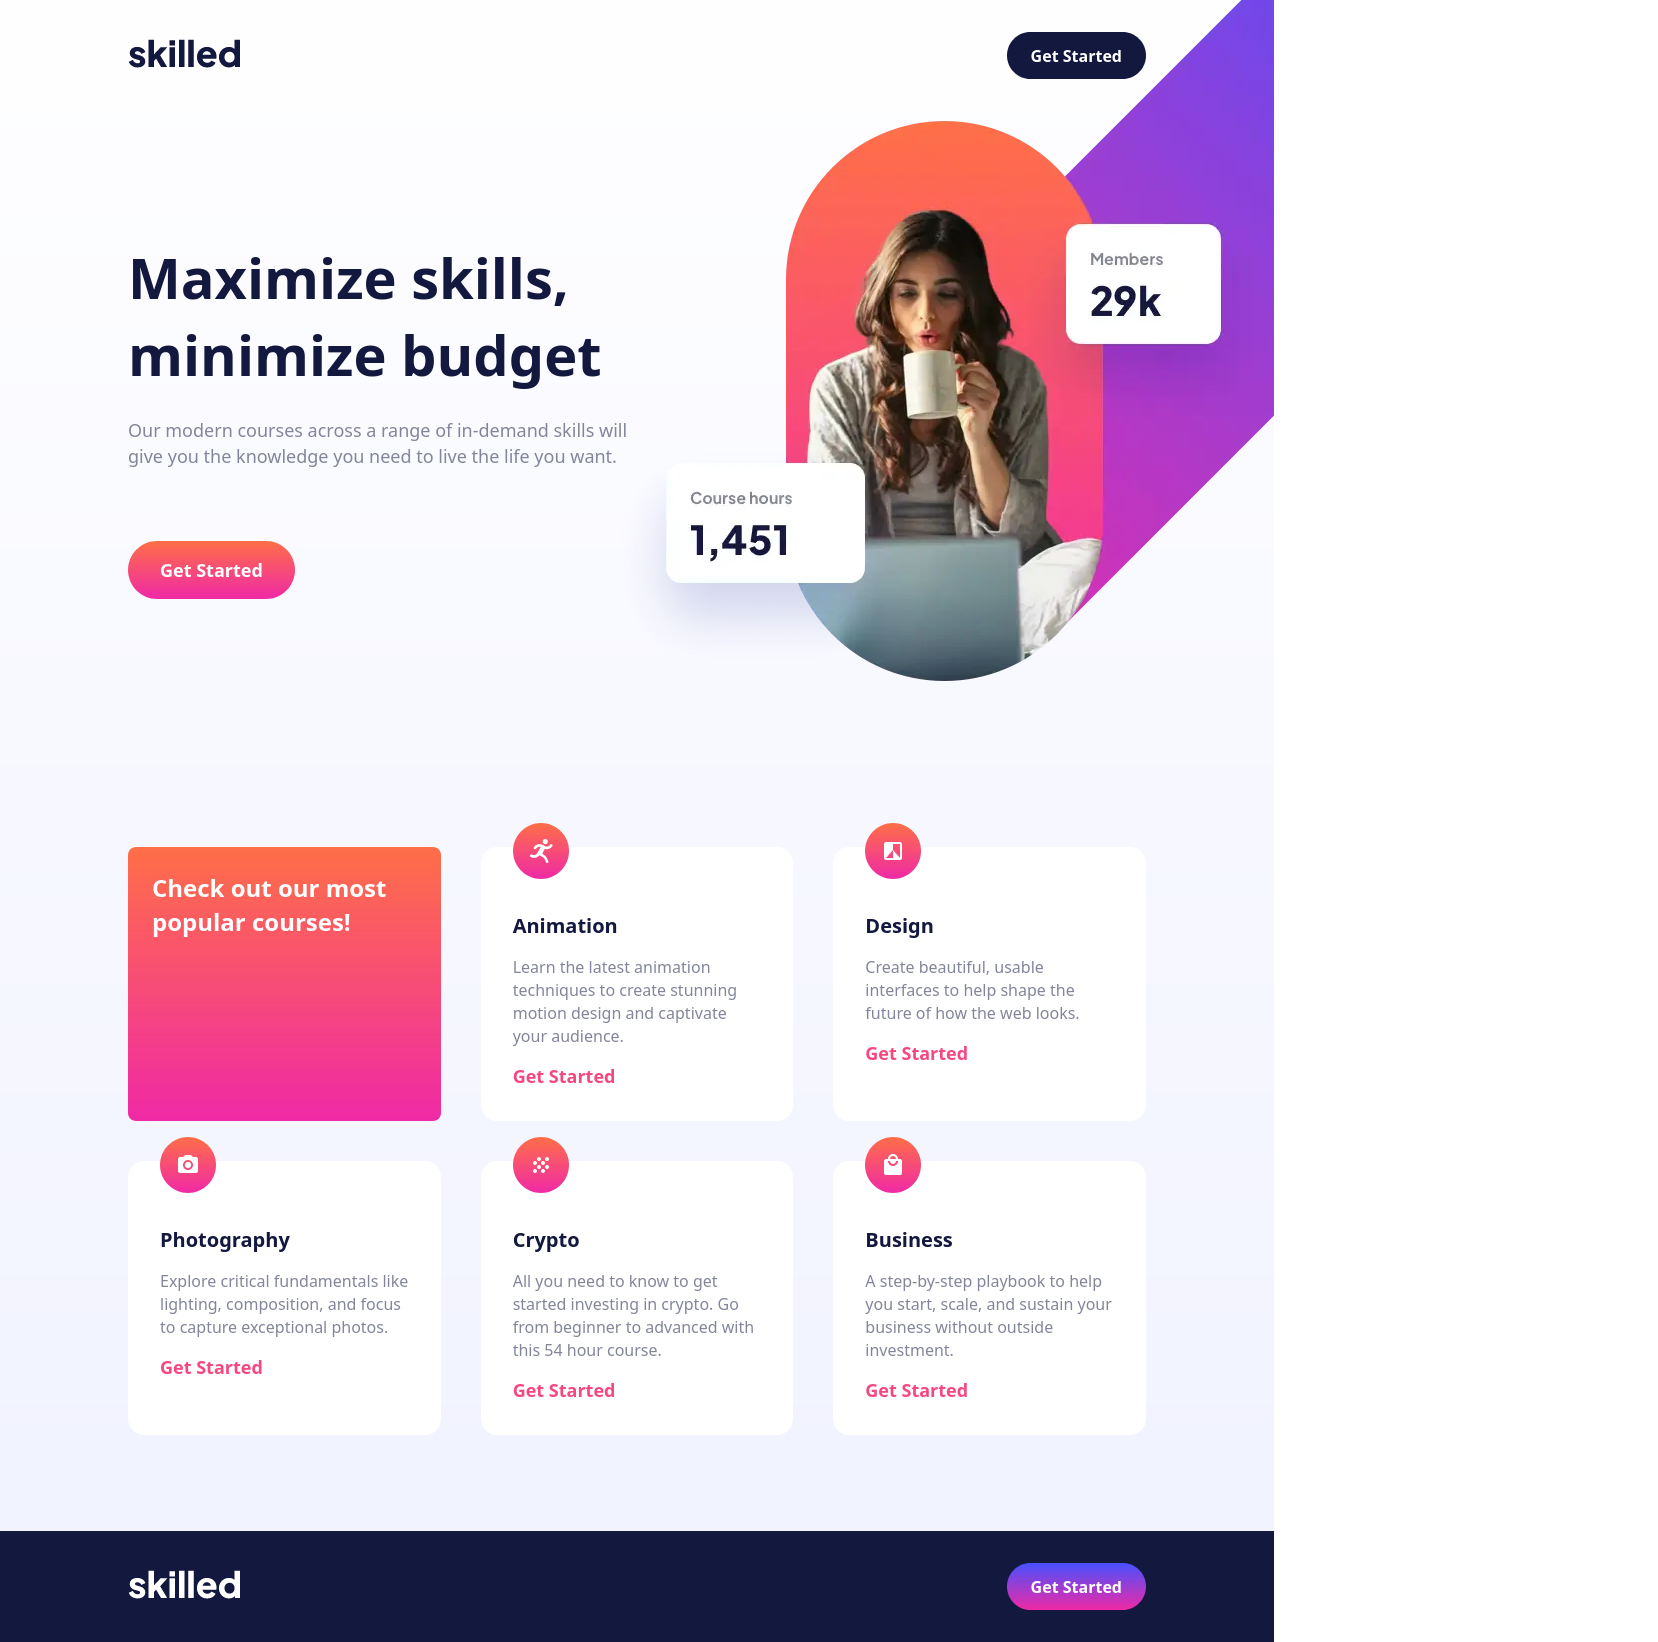 skilled
Get Started
Maximize skills,
minimize budget
Our modern courses across a range of in-demand skills will
give you the knowledge you need to live the life you want.
Get Started
Members
29k
Course hours
1,451
Check out our most
popular courses!
Animation
Learn the latest animation
techniques to create stunning
motion design and captivate
your audience.
Get Started
Design
Create beautiful, usable
interfaces to help shape the
future of how the web looks.
Get Started
Photography
Explore critical fundamentals like
lighting, composition, and focus
to capture exceptional photos.
Get Started
Crypto
All you need to know to get
started investing in crypto. Go
from beginner to advanced with
this 54 hour course.
Get Started
Business
A step-by-step playbook to help
you start, scale, and sustain your
business without outside
investment.
Get Started
skilled
Get Started